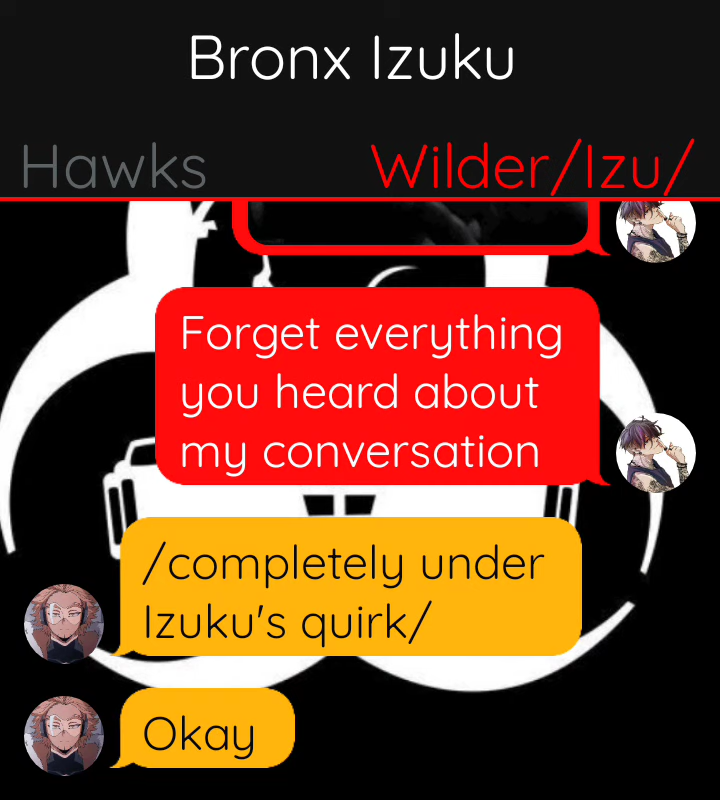 Bronx Izuku
Hawks
Wilder/Izu/
Forget everything
you heard about
my conversation
/completely under
Izuku's quirk/
Okay